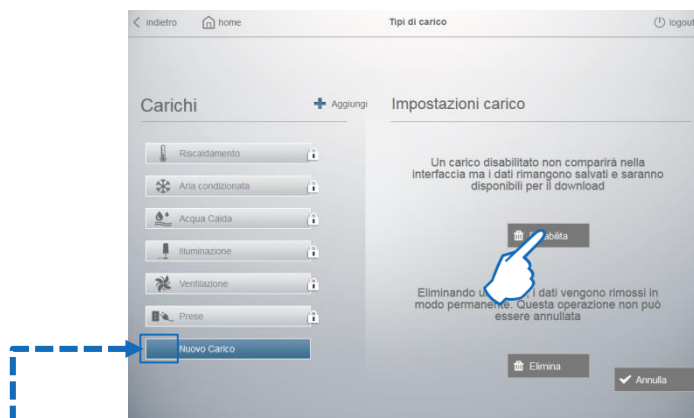 indietro home Tipi di carico logout
Carichi Aggiungi
Riscaldamento
Aria condizionata
Acqua Calda
Illuminazione
Ventilazione
Prese
Nuovo Carico
Impostazioni carico
Un carico disabilitato non comparirà nella
interfaccia ma i dati rimangono salvati e saranno
disponibili per il download
Eliminando i dati vengono rimossi in
modo permanente. Questa operazione non può
essere annullata
Elimina
Annulla